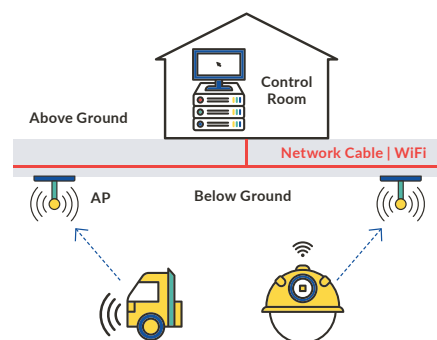 Control
Room
Above Ground
Network Cable | WiFi
AP
Below Ground